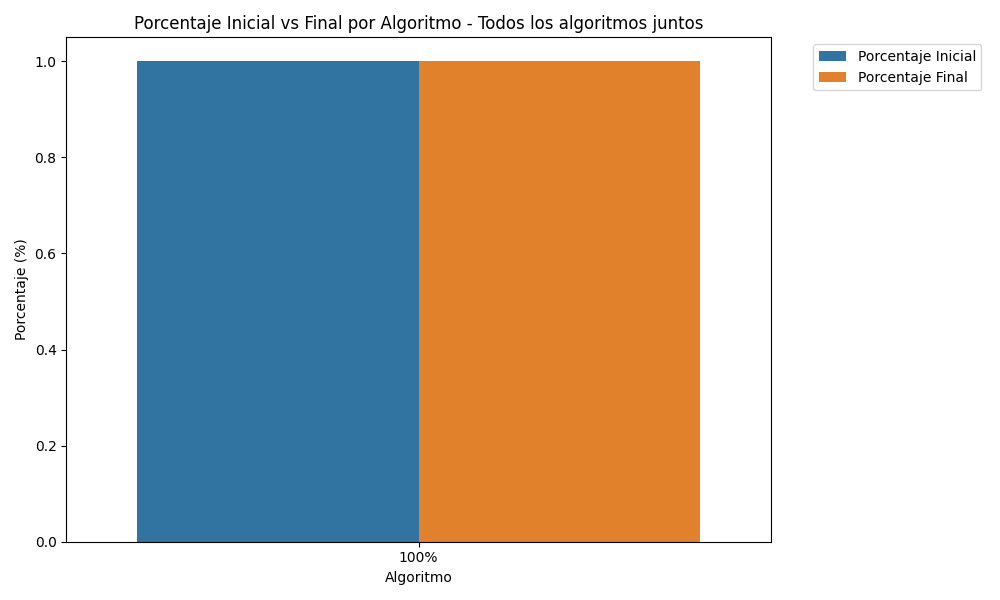 Porcentaje Inicial vs Final por Algoritmo - Todos los algoritmos juntos
Porcentaje Inicial
Porcentaje Final
Porcentaje (%)
1.0
0.8
0.6
0.4
0.2
0.0
100%
Algoritmo